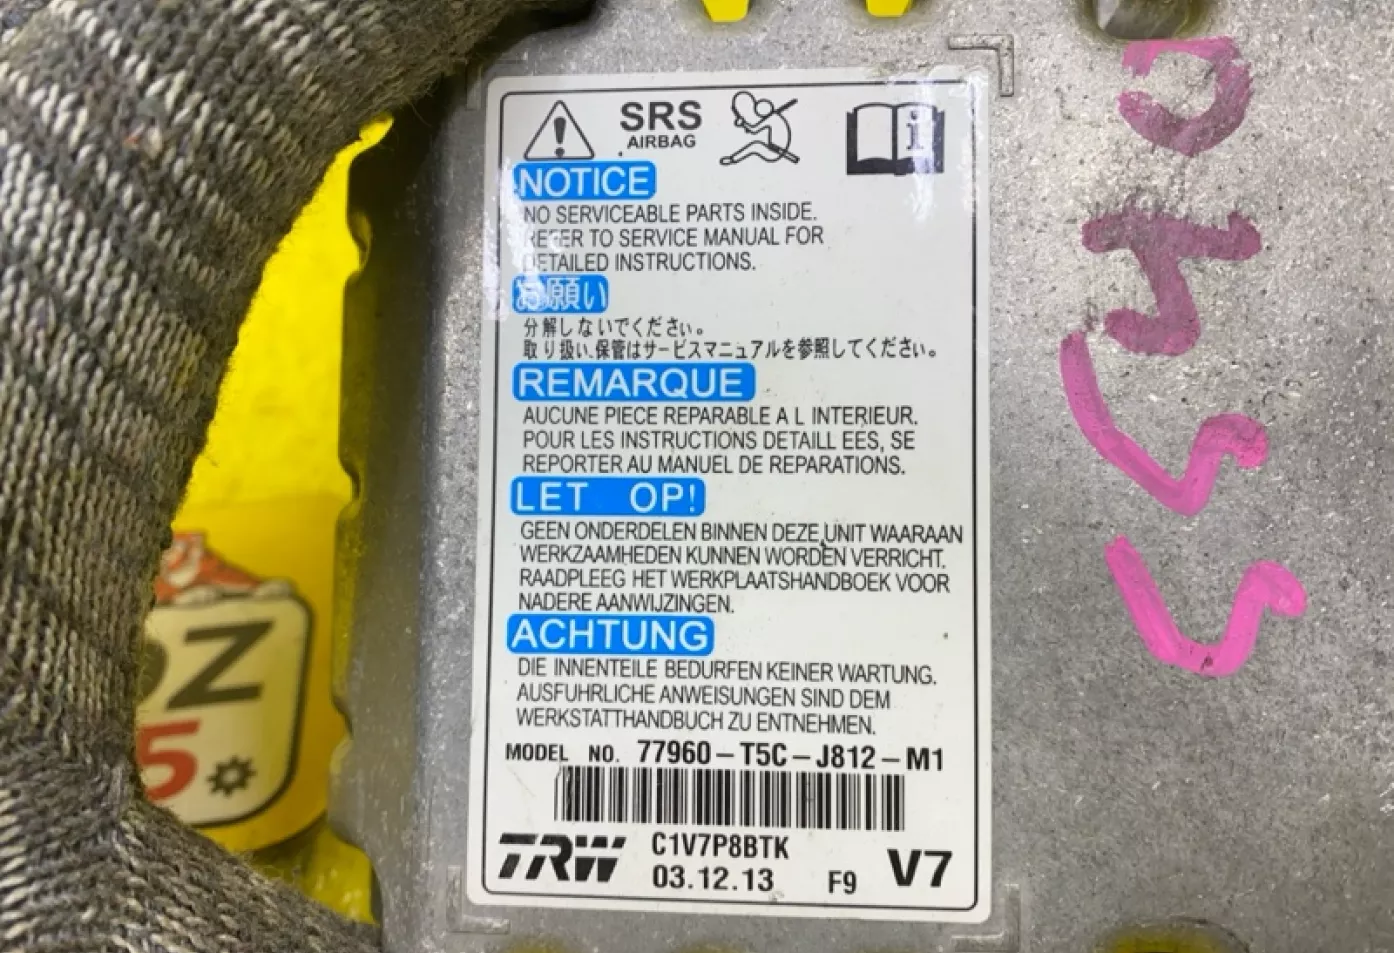 SRS
AIRBAG
NOTICE
NO SERVICEABLE PARTS INSIDE.
REFER TO SERVICE MANUAL FOR
DETAILED INSTRUCTIONS.
お願い
分解しないでください。
取り扱い、保管はサービスマニュアルを参照してください。
REMARQUE
AUCUNE PIECE REPARABLE A L INTERIEUR.
POUR LES INSTRUCTIONS DETAILL EES, SE
REPORTER AU MANUEL DE REPARATIONS.
LET OP!
GEEN ONDERDELEN BINNEN DEZE UNIT WAARAAN
WERKZAAMHEDEN KUNNEN WORDEN VERRICHT.
RAADPLEEG HET WERKPLAATSHANDBOEK VOOR
NADERE AANWIJZINGEN.
ACHTUNG
DIE INNENTEILE BEDURFEN KEINER WARTUNG.
AUSFUHRLICHE ANWEISUNGEN SIND DEM
WERKSTATTHANDBUCH ZU ENTNEHMEN.
MODEL NO. 77960-T5C-J812-M1
TRW C1V7P8BTK
03.12.13 F9 V7